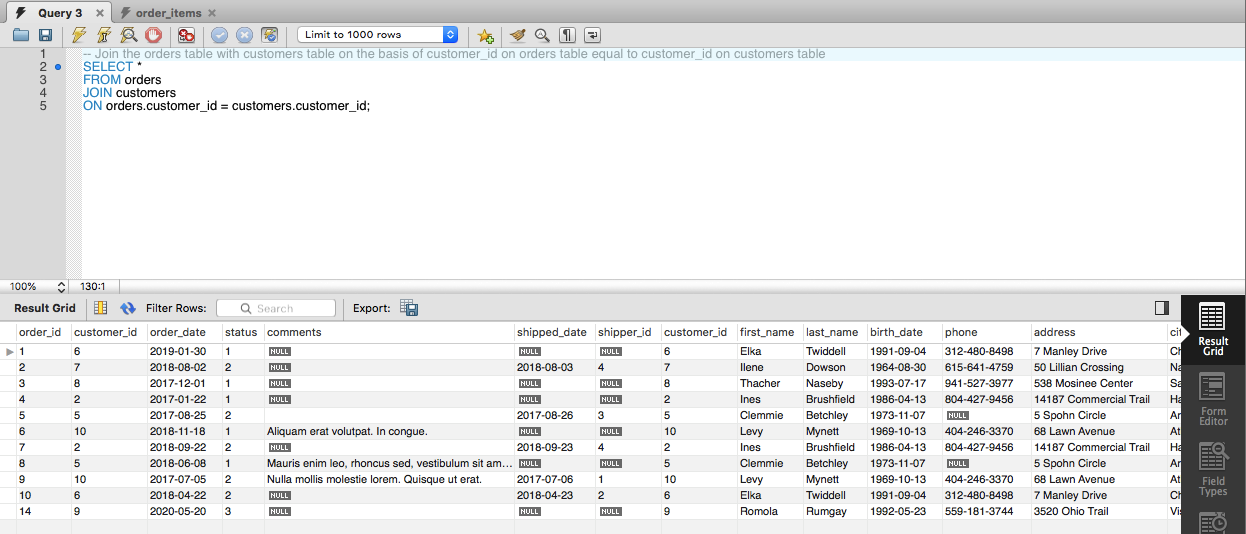 Query 3 order_items
Limit to 1000 rows
1 -- Join the orders table with customers table on the basis of customer_id on orders table equal to customer_id on customers table
2 SELECT *
3 FROM orders
4 JOIN customers
5 ON orders.customer_id = customers.customer_id;
100% 130:1
Result Grid Filter Rows: Search Export:
order_id customer_id order_date status comments shipped_date shipper_id customer_id first_name last_name birth_date phone address cit
1 6 2019-01-30 1 NULL NULL NULL 6 Elka Twiddell 1991-09-04 312-480-8498 7 Manley Drive Ch
2 7 2018-08-02 2 NULL 2018-08-03 4 7 Ilene Dowson 1964-08-30 615-641-4759 50 Lillian Crossing Na
3 8 2017-12-01 1 NULL NULL NULL 8 Thacher Naseby 1993-07-17 941-527-3977 538 Mosinee Center Sa
4 2 2017-01-22 1 NULL NULL NULL 2 Ines Brushfield 1986-04-13 804-427-9456 14187 Commercial Trail Ha
5 5 2017-08-25 2 2017-08-26 3 5 Clemmie Betchley 1973-11-07 NULL 5 Spohn Circle Ar
6 10 2018-11-18 1 Aliquam erat volutpat. In congue. NULL NULL 10 Levy Mynett 1969-10-13 404-246-3370 68 Lawn Avenue At
7 2 2018-09-22 2 NULL 2018-09-23 4 2 Ines Brushfield 1986-04-13 804-427-9456 14187 Commercial Trail Ha
8 5 2018-06-08 1 Mauris enim leo, rhoncus sed, vestibulum sit am... NULL NULL 5 Clemmie Betchley 1973-11-07 NULL 5 Spohn Circle Ar
9 10 2017-07-05 2 Nulla mollis molestie lorem. Quisque ut erat. 2017-07-06 1 10 Levy Mynett 1969-10-13 404-246-3370 68 Lawn Avenue At
10 6 2018-04-22 2 NULL 2018-04-23 2 6 Elka Twiddell 1991-09-04 312-480-8498 7 Manley Drive Ch
14 9 2020-05-20 3 NULL NULL NULL 9 Romola Rumgay 1992-05-23 559-181-3744 3520 Ohio Trail Vis
Result
Grid
Form
Editor
Field
Types